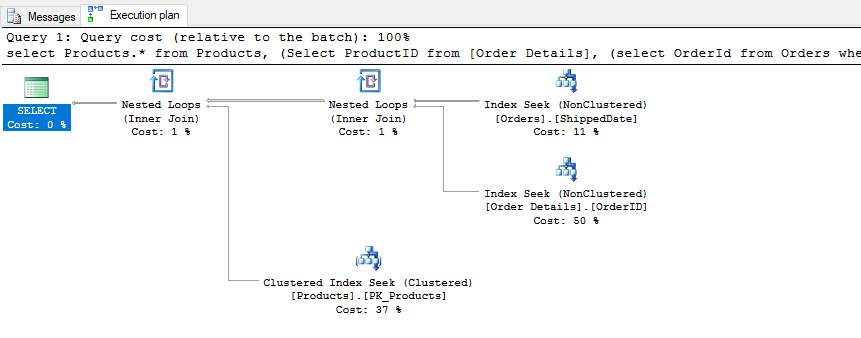 Messages
Execution plan
Query 1: Query cost (relative to the batch): 100%
select Products.* from Products, (Select ProductID from [Order Details], (select OrderId from Orders whe
SELECT
Cost: 0 %
Nested Loops
(Inner Join)
Cost: 1 %
Nested Loops
(Inner Join)
Cost: 1 %
Index Seek (NonClustered)
[Orders].[ShippedDate]
Cost: 11 %
Index Seek (NonClustered)
[Order Details].[OrderID]
Cost: 50 %
Clustered Index Seek (Clustered)
[Products].[PK_Products]
Cost: 37 %